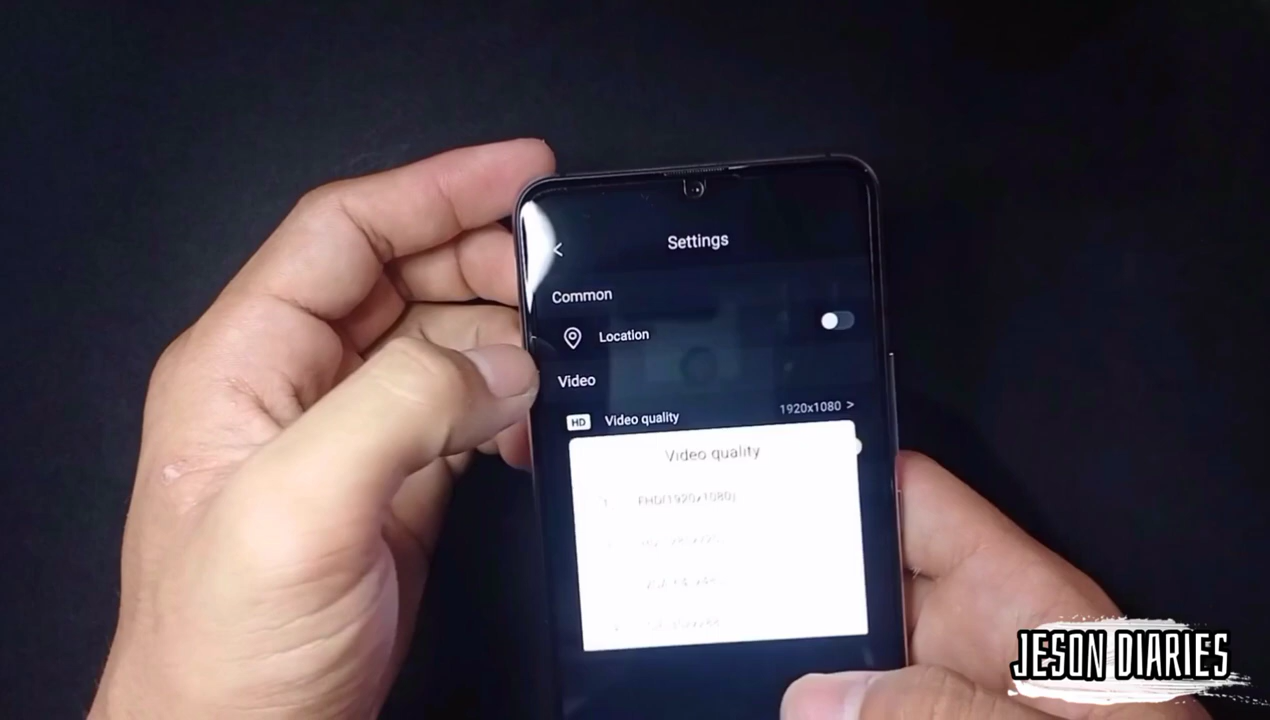 Settings
Common
Location
Video
HD Video quality 1920x1080 >
Video quality
FHD(1920x1080)
JESON DIARIES